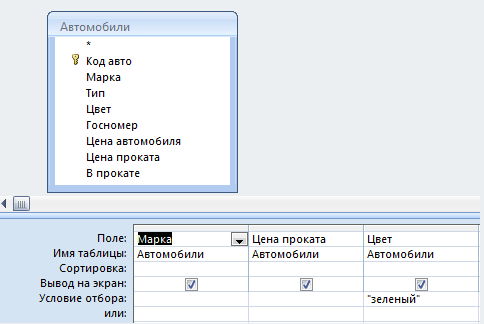 Автомобили
*
Код авто
Марка
Тип
Цвет
Госномер
Цена автомобиля
Цена проката
В прокате
Поле: Марка Цена проката Цвет
Имя таблицы: Автомобили Автомобили Автомобили
Сортировка:
Вывод на экран:
Условие отбора: "зеленый"
или: